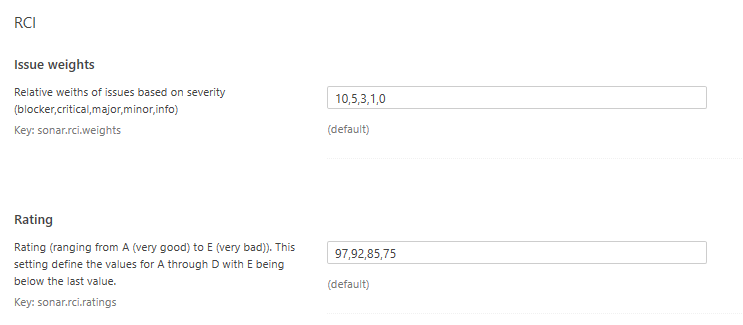 RCI
Issue weights
Relative weiths of issues based on severity
(blocker,critical,major,minor,info)
Key: sonar.rci.weights
10,5,3,1,0
(default)
Rating
Rating (ranging from A (very good) to E (very bad)). This
setting define the values for A through D with E being
below the last value.
Key: sonar.rci.ratings
97,92,85,75
(default)